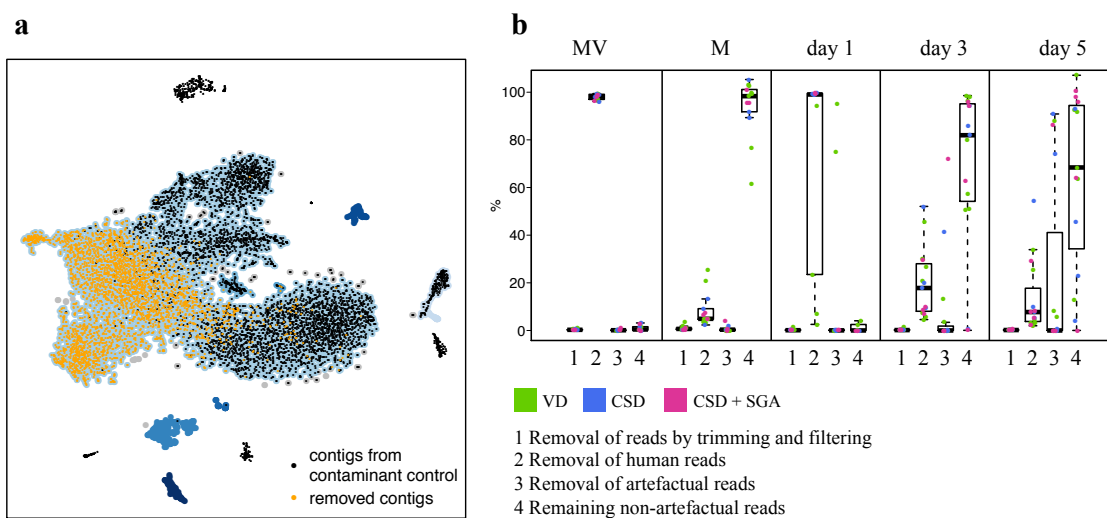 a
contigs from
contaminant control
removed contigs
b
MV M day 1 day 3 day 5
100
80
60
%
40
20
0
1 2 3 4 1 2 3 4 1 2 3 4 1 2 3 4 1 2 3 4
VD CSD CSD + SGA
1 Removal of reads by trimming and filtering
2 Removal of human reads
3 Removal of artefactual reads
4 Remaining non-artefactual reads